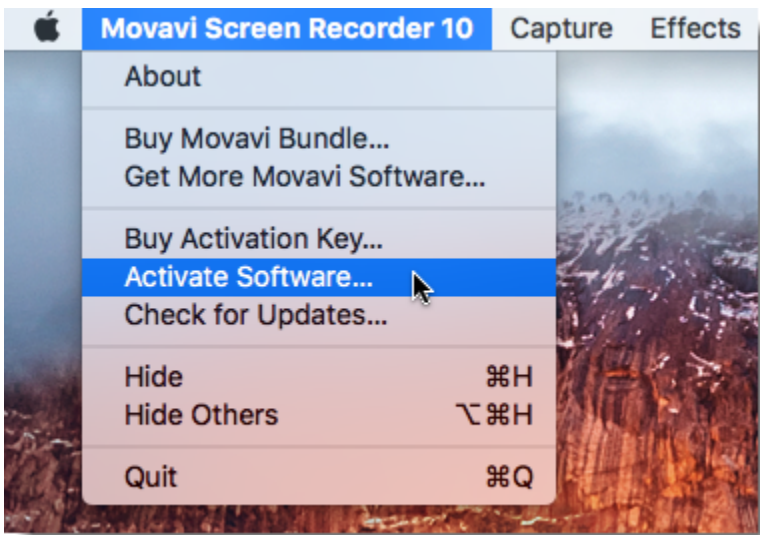 Movavi Screen Recorder 10 Capture Effects
About
Buy Movavi Bundle...
Get More Movavi Software...
Buy Activation Key...
Activate Software...
Check for Updates...
Hide ⌘H
Hide Others ⌥⌘H
Quit ⌘Q